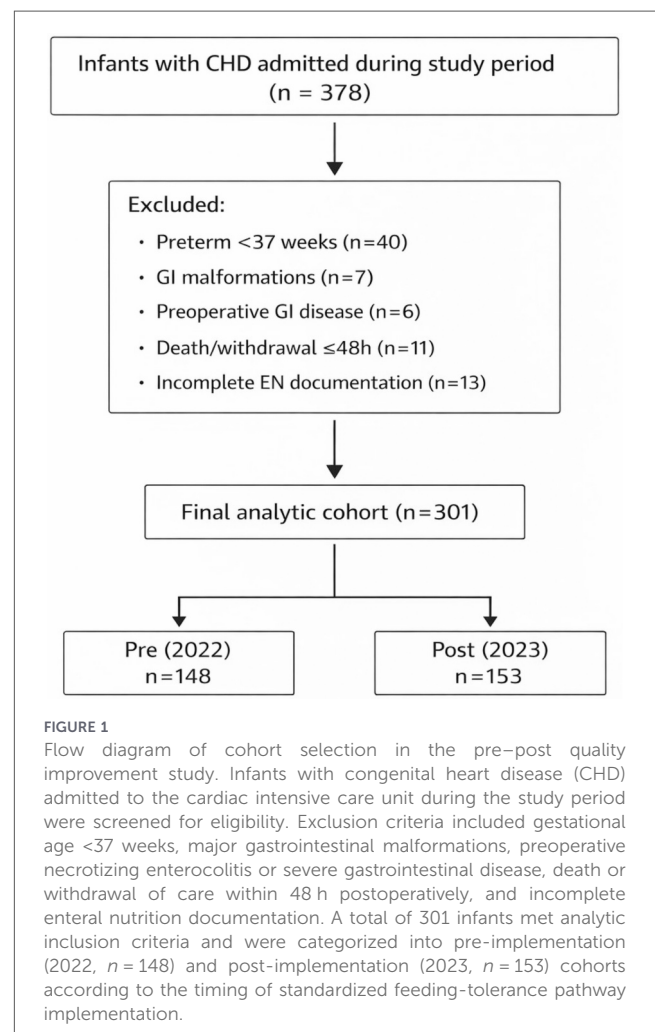 Infants with CHD admitted during study period
(n = 378)
Excluded:
• Preterm <37 weeks (n=40)
• GI malformations (n=7)
• Preoperative GI disease (n=6)
• Death/withdrawal ≤48h (n=11)
• Incomplete EN documentation (n=13)
Final analytic cohort (n=301)
Pre (2022)
n=148
Post (2023)
n=153
FIGURE 1
Flow diagram of cohort selection in the pre–post quality
improvement study. Infants with congenital heart disease (CHD)
admitted to the cardiac intensive care unit during the study period
were screened for eligibility. Exclusion criteria included gestational
age <37 weeks, major gastrointestinal malformations, preoperative
necrotizing enterocolitis or severe gastrointestinal disease, death or
withdrawal of care within 48 h postoperatively, and incomplete
enteral nutrition documentation. A total of 301 infants met analytic
inclusion criteria and were categorized into pre-implementation
(2022, n = 148) and post-implementation (2023, n = 153) cohorts
according to the timing of standardized feeding-tolerance pathway
implementation.